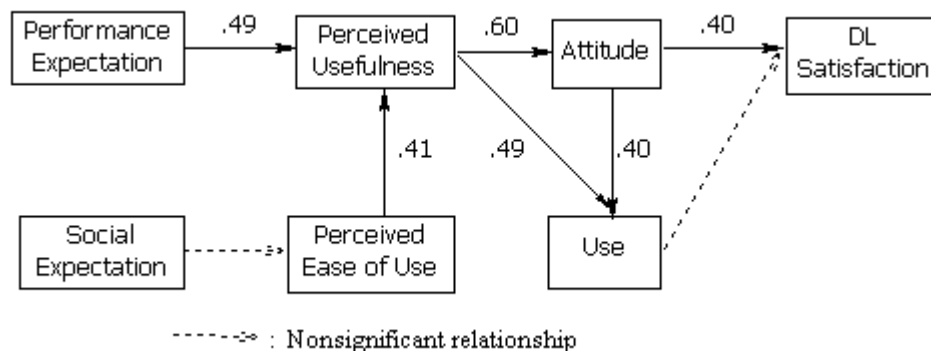 Performance
Expectation
.49
Perceived
Usefulness
.60
Attitude
.40
DL
Satisfaction
.41
.49
.40
Social
Expectation
Perceived
Ease of Use
Use
: Nonsignificant relationship